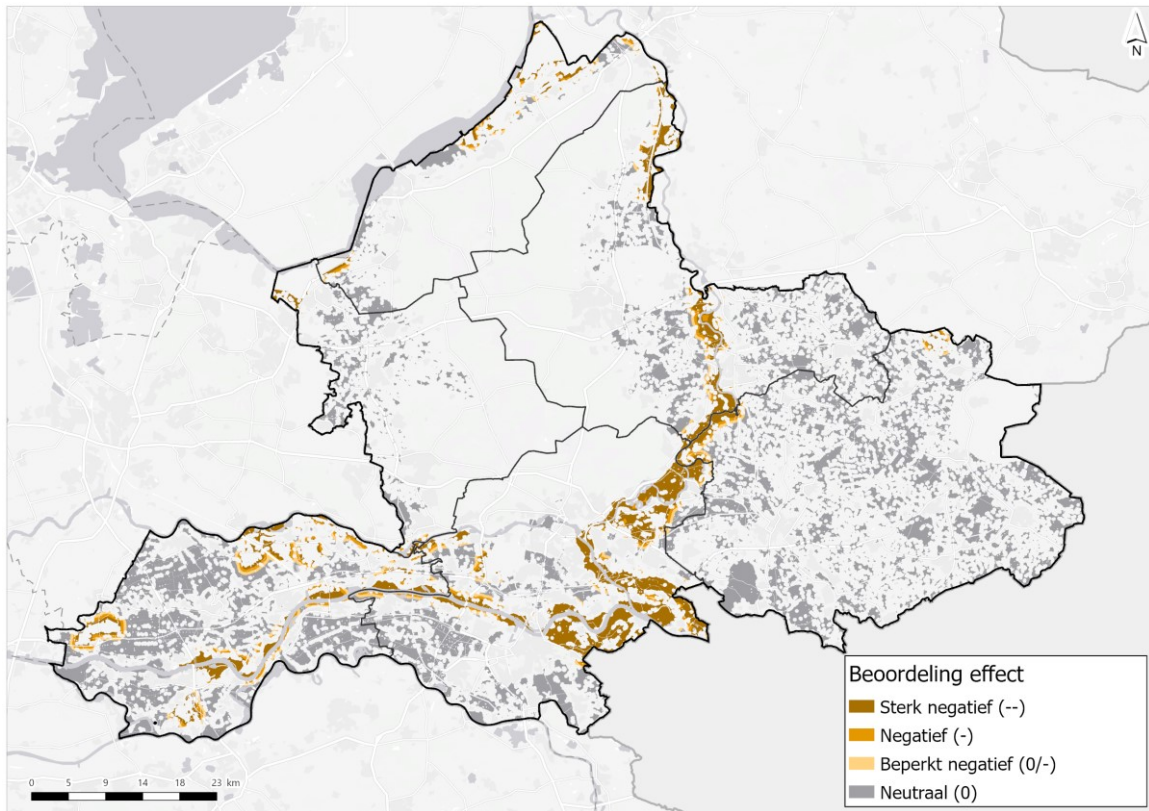 N
Beoordeling effect
Sterk negatief (--)
Negatief (-)
Beperkt negatief (0/-)
Neutraal (0)
0 5 9 14 18 23 km